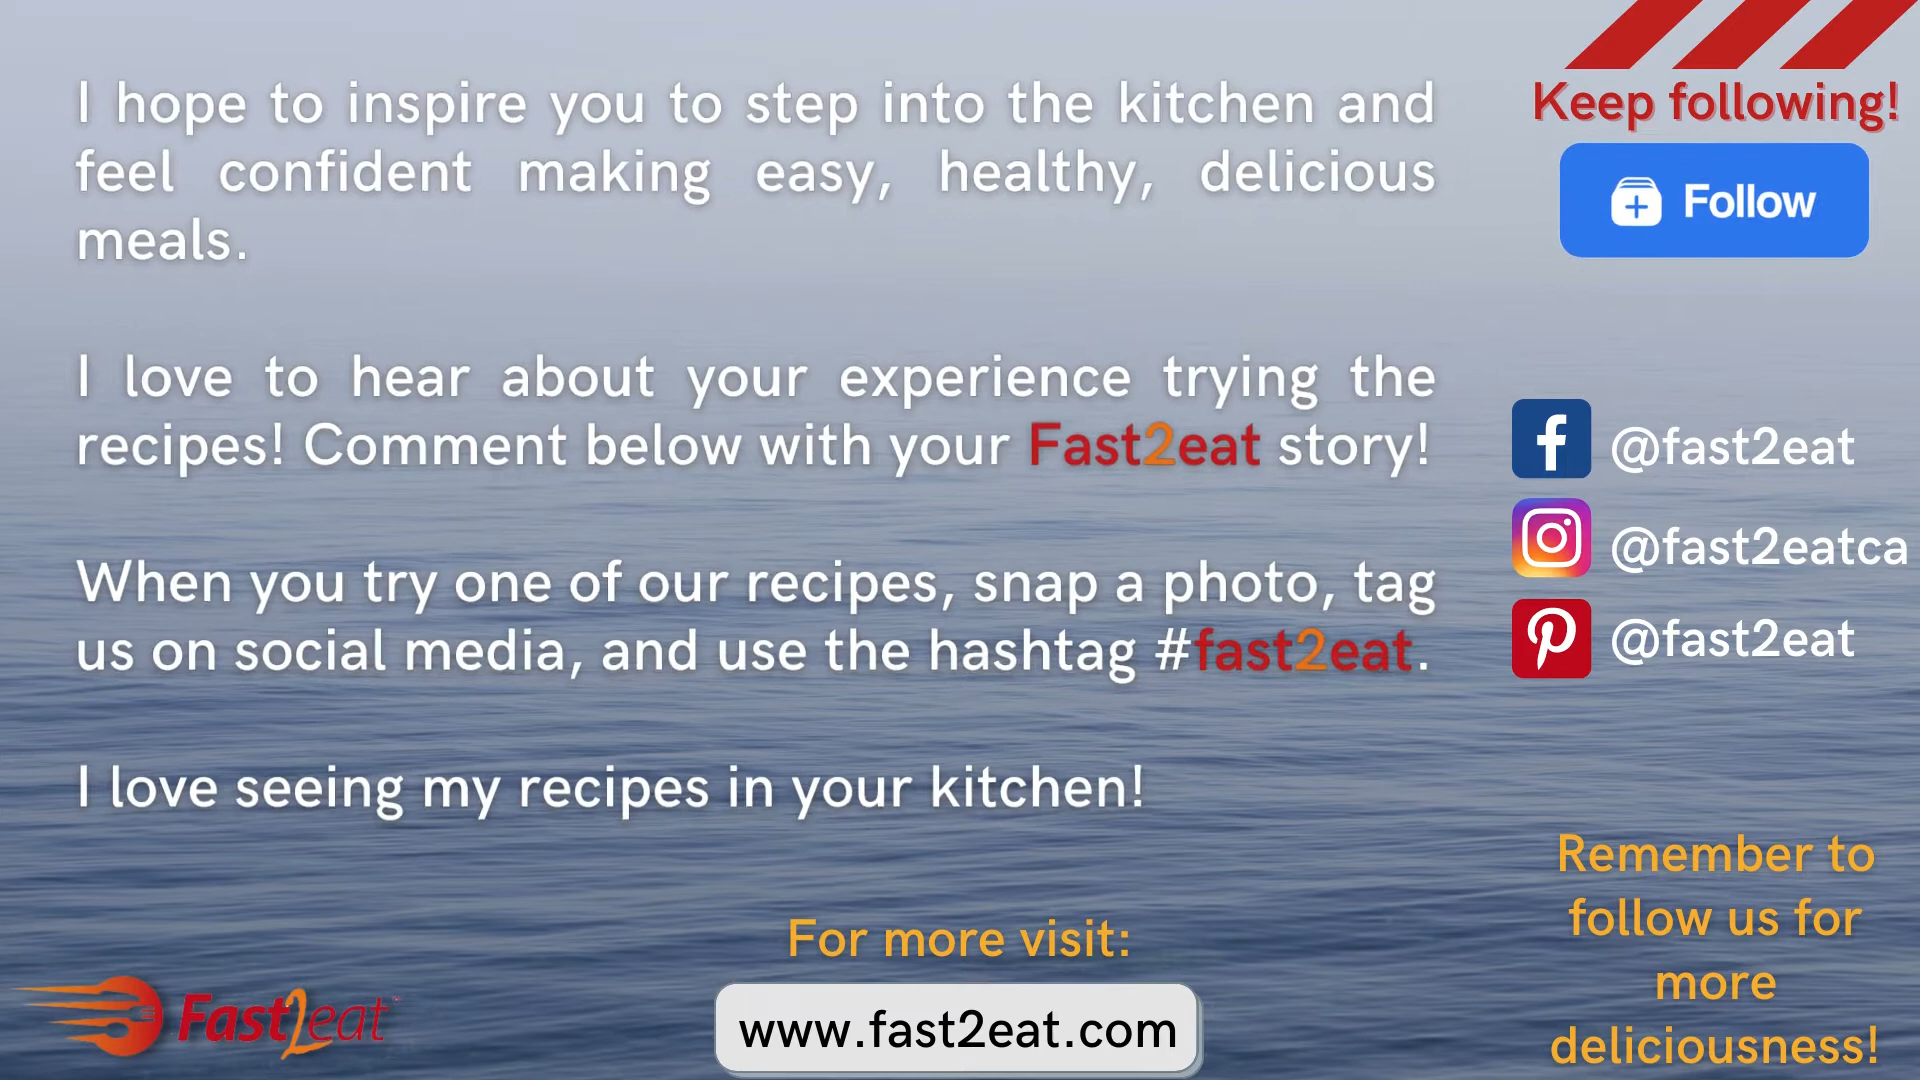 I hope to inspire you to step into the kitchen and
feel confident making easy, healthy, delicious
meals.
I love to hear about your experience trying the
recipes! Comment below with your Fast2eat story!
When you try one of our recipes, snap a photo, tag
us on social media, and use the hashtag #fast2eat.
I love seeing my recipes in your kitchen!
For more visit:
www.fast2eat.com
Fast2eat™
Keep following!
Follow
@fast2eat
@fast2eatca
@fast2eat
Remember to
follow us for
more
deliciousness!